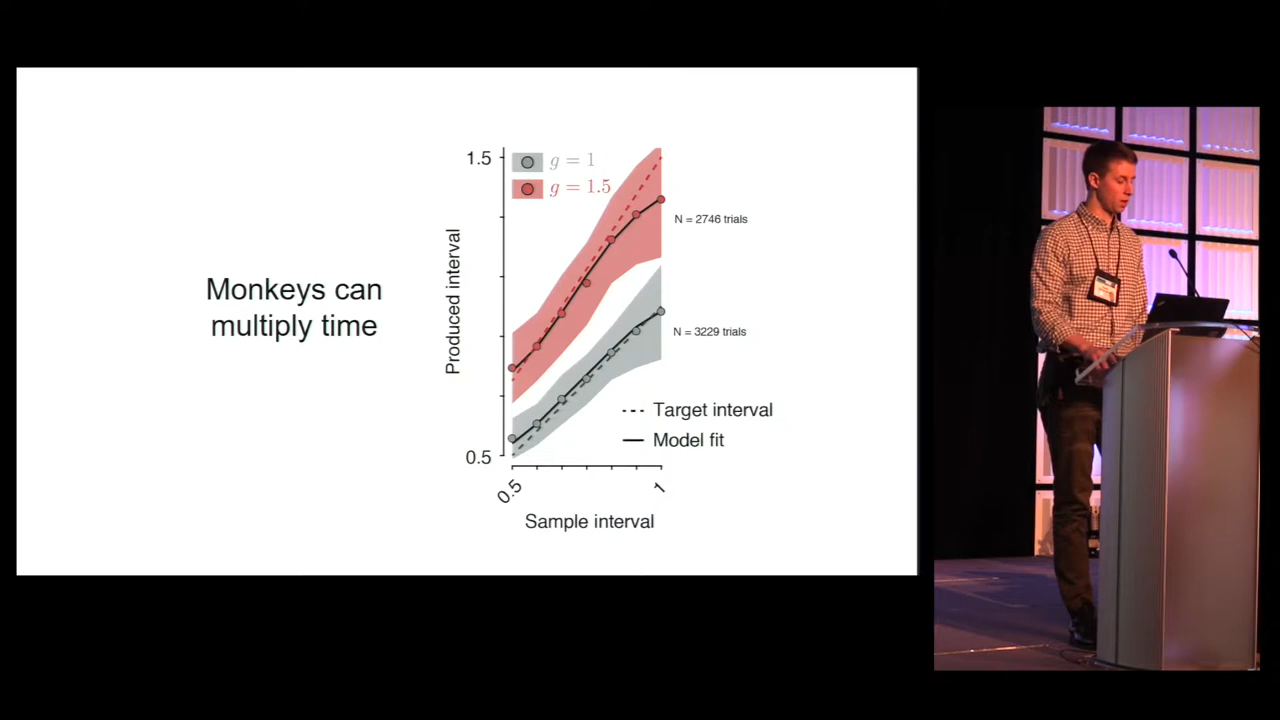 Monkeys can
multiply time
1.5
g = 1
g = 1.5
N = 2746 trials
Produced interval
N = 3229 trials
Target interval
Model fit
0.5
0.5
1
Sample interval